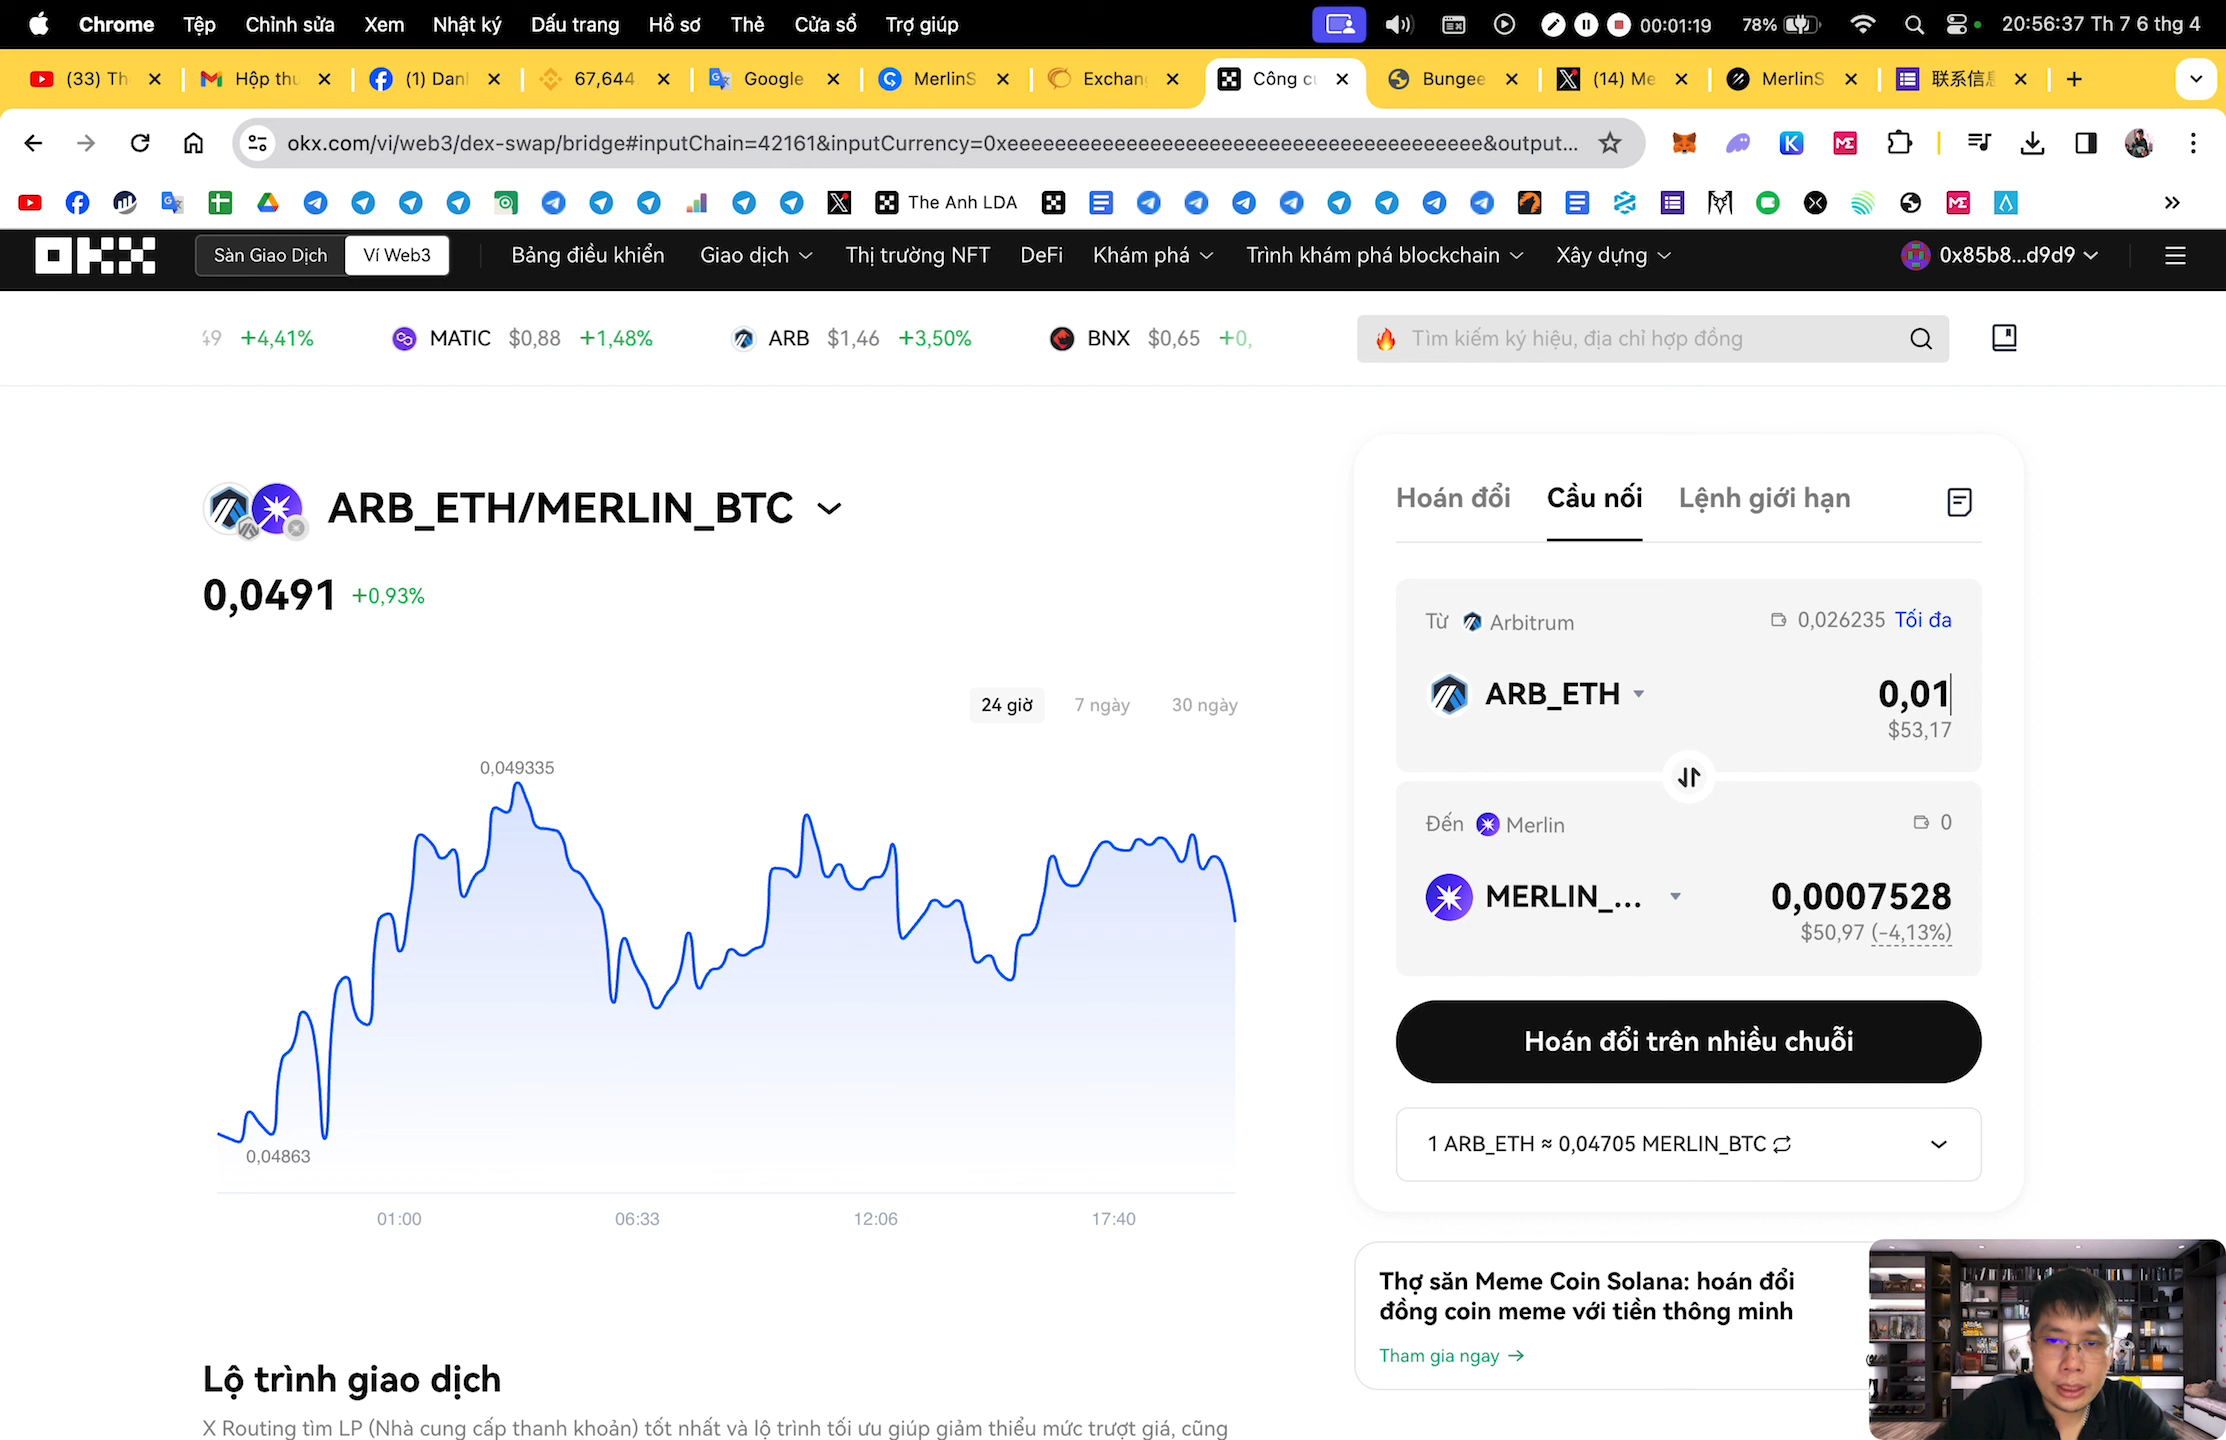 Chrome Tệp Chỉnh sửa Xem Nhật ký Dấu trang Hồ sơ Thẻ Cửa sổ Trợ giúp 00:01:19 78% 20:56:37 Th 7 6 thg 4
(33) Th Hộp thu (1) Danl 67,644 Google MerlinS Exchan Công cụ Bungee (14) Me MerlinS 联系信息
okx.com/vi/web3/dex-swap/bridge#inputChain=42161&inputCurrency=0xeeeeeeeeeeeeeeeeeeeeeeeeeeeeeeeeeeeeeeee&output...
The Anh LDA
OKX Sàn Giao Dịch Ví Web3 Bảng điều khiển Giao dịch Thị trường NFT DeFi Khám phá Trình khám phá blockchain Xây dựng 0x85b8...d9d9
49 +4,41% MATIC $0,88 +1,48% ARB $1,46 +3,50% BNX $0,65 +0, Tìm kiếm ký hiệu, địa chỉ hợp đồng
ARB_ETH/MERLIN_BTC
0,0491 +0,93%
24 giờ 7 ngày 30 ngày
0,049335
0,04863
01:00 06:33 12:06 17:40
Hoán đổi Cầu nối Lệnh giới hạn
Từ Arbitrum 0,026235 Tối đa
ARB_ETH 0,01
$53,17
Đến Merlin 0
MERLIN_... 0,0007528
$50,97 (-4,13%)
Hoán đổi trên nhiều chuỗi
1 ARB_ETH ≈ 0,04705 MERLIN_BTC
Thợ săn Meme Coin Solana: hoán đổi
đồng coin meme với tiền thông minh
Tham gia ngay →
Lộ trình giao dịch
X Routing tìm LP (Nhà cung cấp thanh khoản) tốt nhất và lộ trình tối ưu giúp giảm thiểu mức trượt giá, cũng